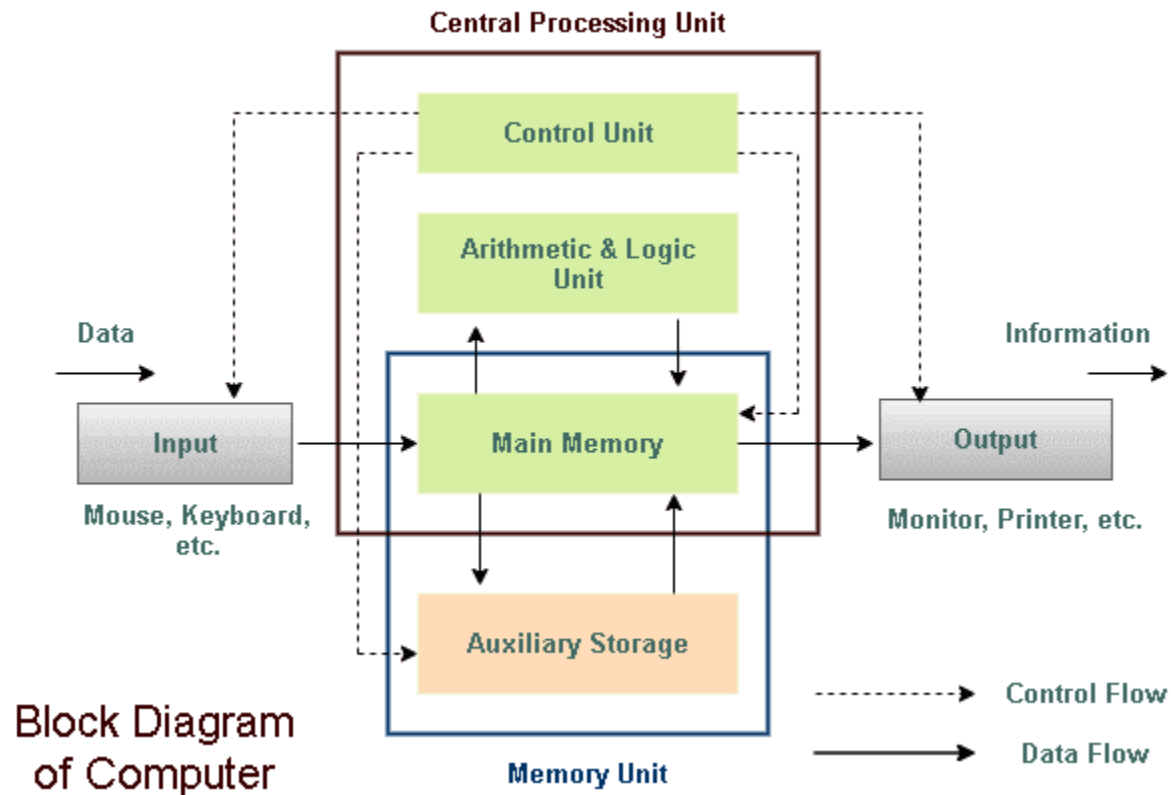 Central Processing Unit
Control Unit
Arithmetic & Logic
Unit
Data
Information
Input
Main Memory
Output
Mouse, Keyboard,
etc.
Monitor, Printer, etc.
Auxiliary Storage
Control Flow
Block Diagram
of Computer
Data Flow
Memory Unit